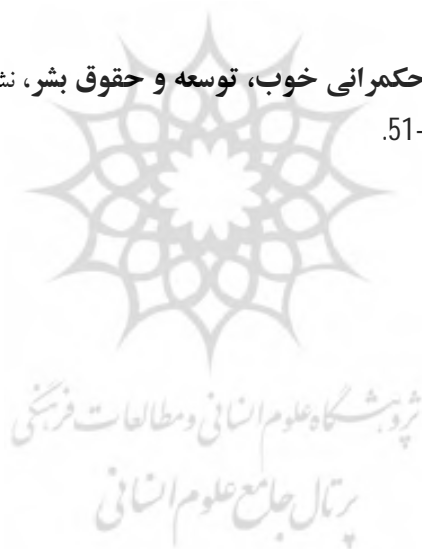 حکمرانی خوب، توسعه و حقوق بشر، نش
.51-
پژوهشگاه علوم انسانی و مطالعات فرهنگی
پرتال جامع علوم انسانی